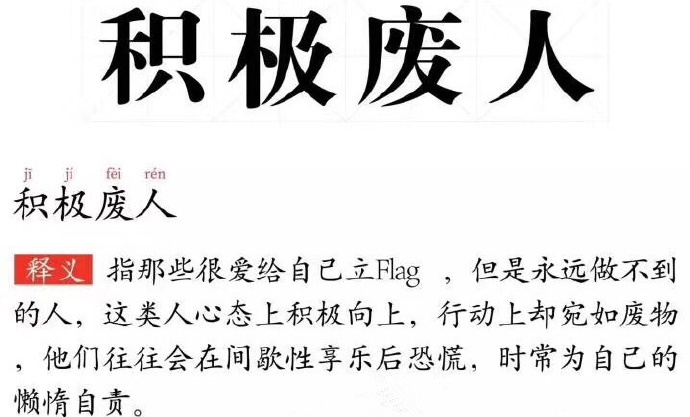 积极废人
jī jí fèi rén
积极废人
释义 指那些很爱给自己立Flag ，但是永远做不到
的人，这类人心态上积极向上，行动上却宛如废物
，他们往往会在间歇性享乐后恐慌，时常为自己的
懒惰自责。